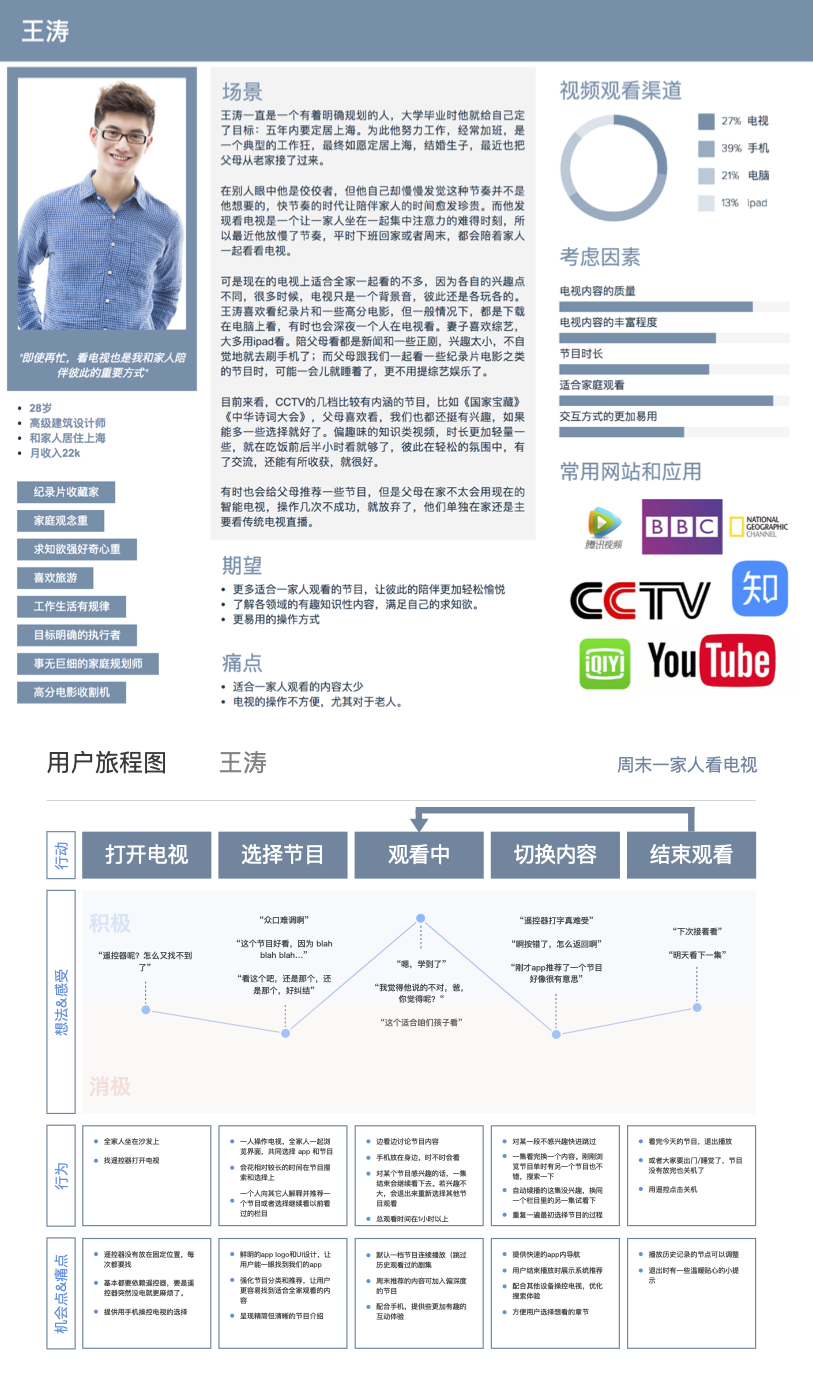 王涛
"即使再忙，看电视也是我和家人陪
伴彼此的重要方式"
28岁
高级建筑设计师
和家人居住上海
月收入22k
纪录片收藏家
家庭观念重
求知欲强好奇心重
喜欢旅游
工作生活有规律
目标明确的执行者
事无巨细的家庭规划师
高分电影收割机
场景
王涛一直是一个有着明确规划的人，大学毕业时他就给自己定
了目标：五年内要定居上海。为此他努力工作，经常加班，是
一个典型的工作狂，最终如愿定居上海，结婚生子，最近也把
父母从老家接了过来。
在别人眼中他是佼佼者，但他自己却慢慢发觉这种节奏并不是
他想要的，快节奏的时代让陪伴家人的时间愈发珍贵。而他发
现看电视是一个让一家人坐在一起集中注意力的难得时刻，所
以最近他放慢了节奏，平时下班回家或者周末，都会陪着家人
一起看看电视。
可是现在的电视上适合全家一起看的不多，因为各自的兴趣点
不同，很多时候，电视只是一个背景音，彼此还是各玩各的。
王涛喜欢看纪录片和一些高分电影，但一般情况下，都是下载
在电脑上看，有时也会深夜一个人在电视看。妻子喜欢综艺，
大多用ipad看。陪父母看都是新闻和一些正剧，兴趣太小，不自
觉地就去刷手机了；而父母跟我们一起看一些纪录片电影之类
的节目时，可能一会儿就睡着了，更不用提综艺娱乐了。
目前来看，CCTV的几档比较有内涵的节目，比如《国家宝藏》
《中华诗词大会》，父母喜欢看，我们也都还挺有兴趣，如果
能多一些选择就好了。偏趣味的知识类视频，时长更加轻量一
些，就在吃饭前后半小时看就够了，彼此在轻松的氛围中，有
了交流，还能有所收获，就很好。
有时也会给父母推荐一些节目，但是父母在家不太会用现在的
智能电视，操作几次不成功，就放弃了，他们单独在家还是主
要看传统电视直播。
期望
更多适合一家人观看的节目，让彼此的陪伴更加轻松愉悦
了解各领域的有趣知识性内容，满足自己的求知欲。
更易用的操作方式
痛点
适合一家人观看的内容太少
电视的操作不方便，尤其对于老人。
视频观看渠道
27% 电视
39% 手机
21% 电脑
13% ipad
考虑因素
电视内容的质量
电视内容的丰富程度
节目时长
适合家庭观看
交互方式的更加易用
常用网站和应用
腾讯视频
BBC
NATIONAL
GEOGRAPHIC
CHANNEL
CCTV
知
iQIYI
YouTube
用户旅程图
王涛
周末一家人看电视
行动
打开电视
选择节目
观看中
切换内容
结束观看
想法&感受
积极
消极
"遥控器呢？怎么又找不到
了"
"众口难调啊"
"这个节目好看，因为 blah
blah blah..."
"看这个吧，还是那个，还
是那个，好纠结"
"嗯，学到了"
"我觉得他说的不对，爸，
你觉得呢？"
"这个适合咱们孩子看"
"遥控器打字真难受"
"啊按错了，怎么返回啊"
"刚才app推荐了一个节目
好像很有意思"
"下次接着看"
"明天看下一集"
行为
全家人坐在沙发上
找遥控器打开电视
一人操作电视，全家人一起浏
览界面，共同选择 app 和节目
会花相对较长的时间在节目搜
索和选择上
一个人向其它人解释并推荐一
个节目或者选择继续看以前看
过的栏目
边看边讨论节目内容
手机放在身边，时不时会看
对某个节目感兴趣的话，一集
结束会继续看下去，若兴趣不
大，会退出来重新选择其他节
目观看
总观看时间在1小时以上
对某一段不感兴趣快进跳过
一集看完换一个内容，刚刚浏
览节目单时有另一个节目也不
错，搜索一下
自动续播的这集没兴趣，换同
一个栏目里的另一集试看下
重复一遍最初选择节目的过程
看完今天的节目，退出播放
或者大家要出门/睡觉了，节目
没有放完也关机了
用遥控点击关机
机会点&痛点
遥控器没有放在固定位置，每
次都要找
基本都要依赖遥控器，要是遥
控器突然没电就更麻烦了。
提供用手机操控电视的选择
鲜明的app logo和UI设计，让
用户能一眼找到我们的app
强化节目分类和推荐，让用户
更容易找到适合全家观看的内
容
呈现精简但清晰的节目介绍
默认一档节目连续播放（跳过
历史观看过的剧集
周末推荐的内容可加入偏深度
的节目
配合手机，提供些更加有趣的
互动体验
提供快速的app内导航
用户结束播放时展示系统推荐
配合其他设备操控电视，优化
搜索体验
方便用户选择想看的章节
播放历史记录的节点可以调整
退出时有一些温暖贴心的小提
示